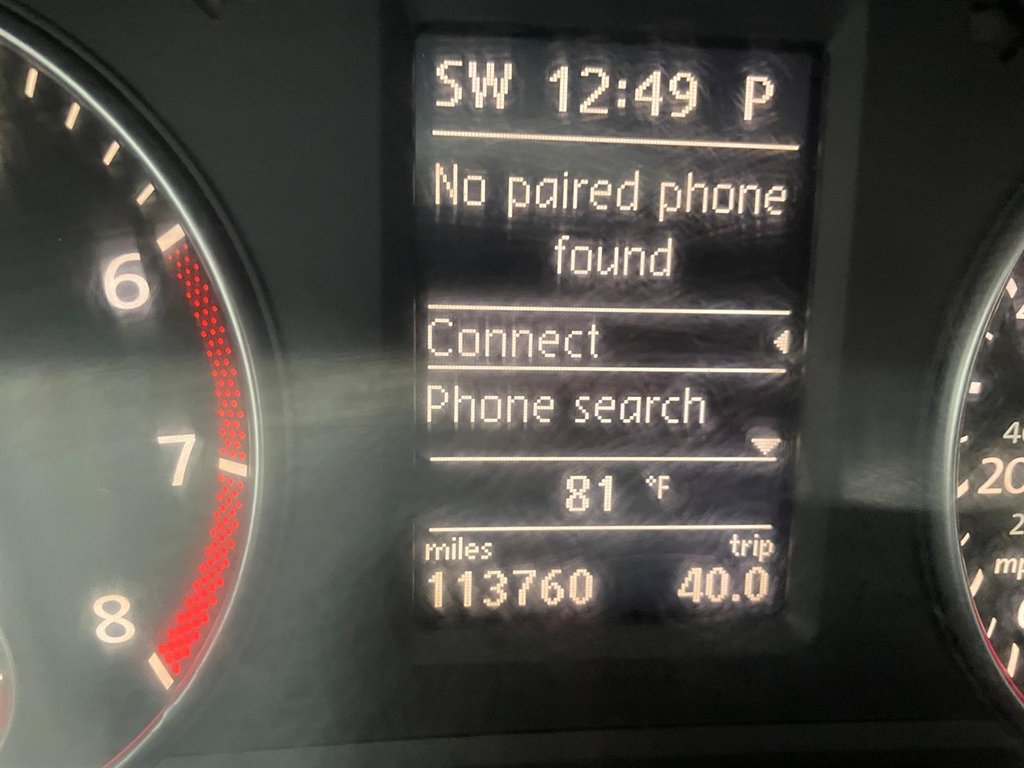 SW 12:49 P
No paired phone
found
Connect
Phone search
81 °F
miles trip
113760 40.0
6
7
8
20